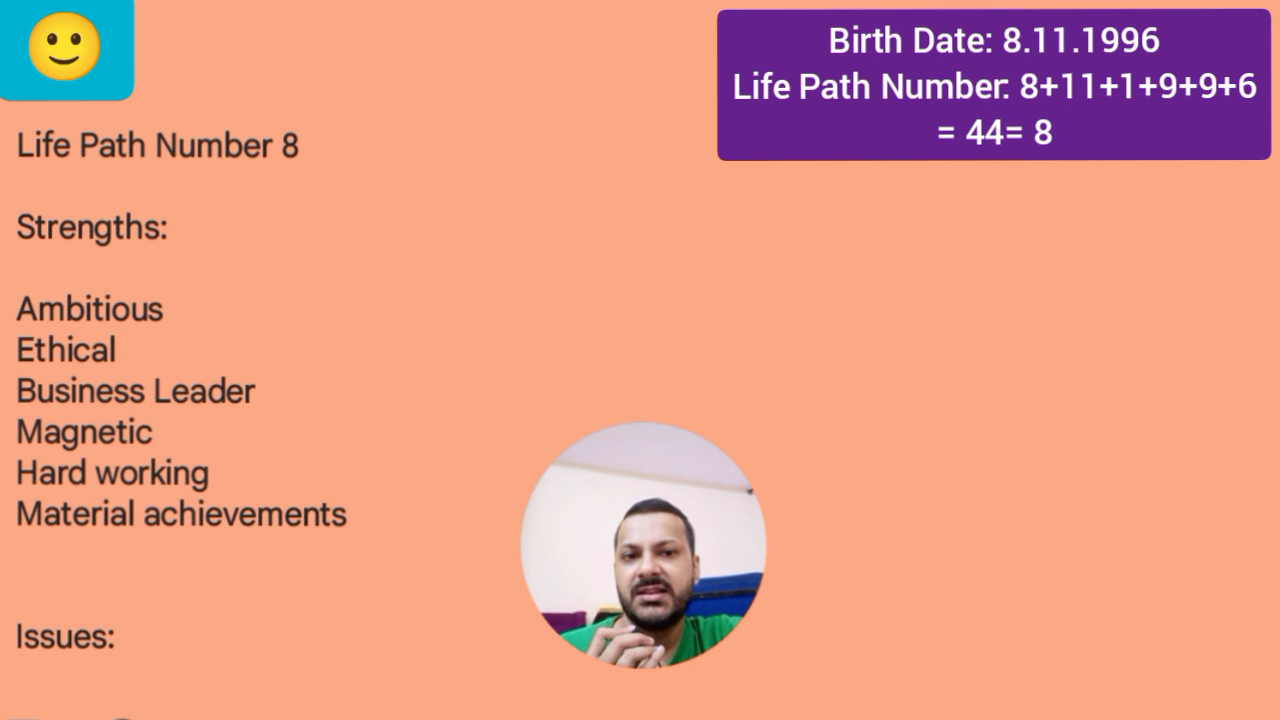 Birth Date: 8.11.1996
Life Path Number: 8+11+1+9+9+6
= 44= 8
Life Path Number 8
Strengths:
Ambitious
Ethical
Business Leader
Magnetic
Hard working
Material achievements
Issues: